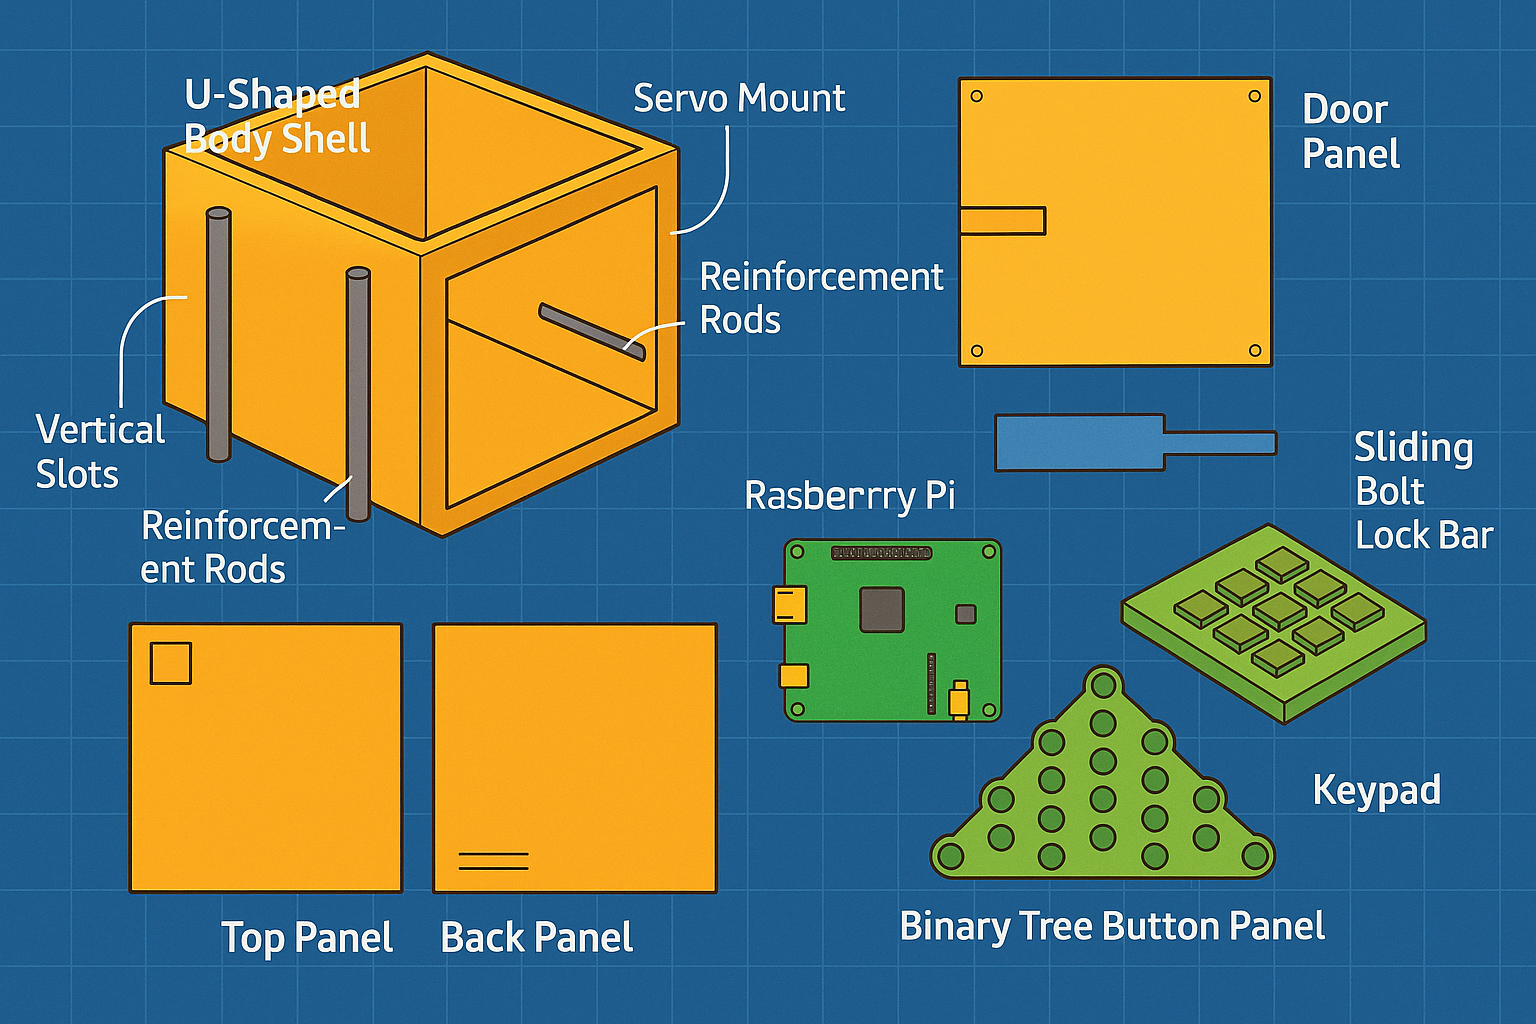 U-Shaped
Body Shell
Servo Mount
Door
Panel
Reinforcement
Rods
Vertical
Slots
Reinforcem-
ent Rods
Sliding
Bolt
Lock Bar
Rasberrry Pi
Keypad
Top Panel
Back Panel
Binary Tree Button Panel